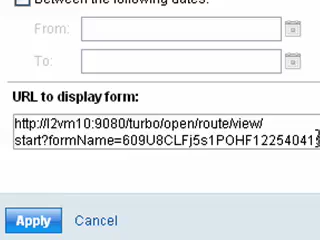 Between the following dates:
From:
To:
URL to display form:
http://l2vm10:9080/turbo/open/route/view/
start?formName=609U8CLFj5s1POHF12254041
Apply
Cancel